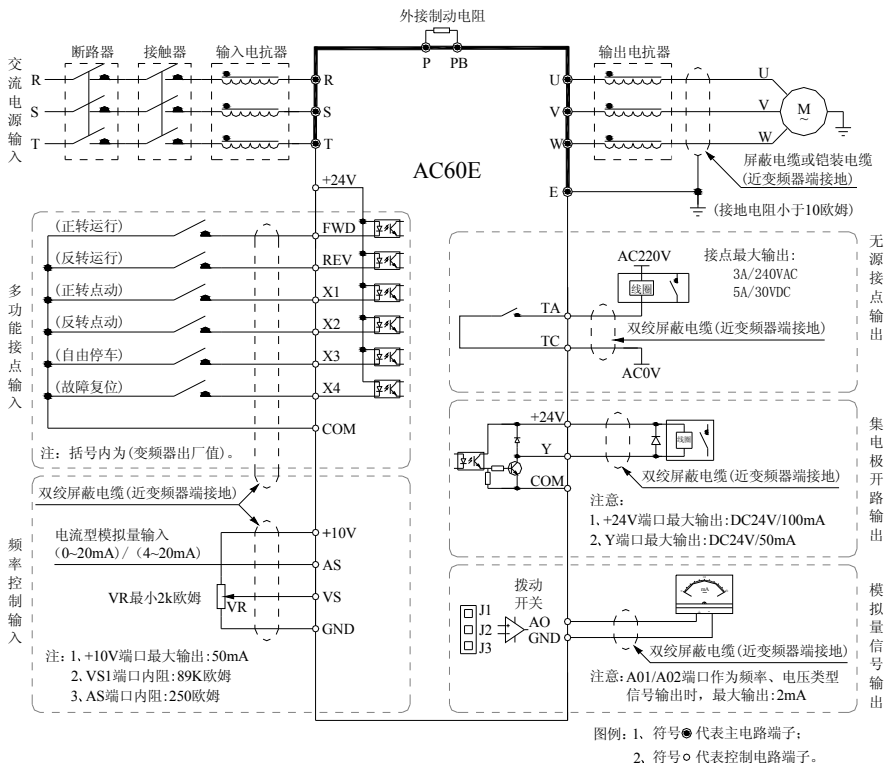 外接制动电阻
P PB
交流电源输入
断路器 接触器 输入电抗器
R
S
T
R
S
T
AC60E
输出电抗器
U
V
W
E
U
V
W
M
~
屏蔽电缆或铠装电缆
(近变频器端接地)
(接地电阻小于10欧姆)
+24V
多功能接点输入
(正转运行) FWD
(反转运行) REV
(正转点动) X1
(反转点动) X2
(自由停车) X3
(故障复位) X4
COM
注: 括号内为(变频器出厂值)。
频率控制输入
双绞屏蔽电缆(近变频器端接地)
电流型模拟量输入
(0~20mA)/ (4~20mA)
+10V
AS
VR最小2k欧姆
VR
VS
GND
注: 1、+10V端口最大输出:50mA
2、VS1端口内阻:89K欧姆
3、AS端口内阻:250欧姆
无源接点输出
AC220V
线圈
接点最大输出:
3A/240VAC
5A/30VDC
TA
TC
双绞屏蔽电缆(近变频器端接地)
AC0V
集电极开路输出
+24V
Y
COM
线圈
双绞屏蔽电缆(近变频器端接地)
注意:
1、+24V端口最大输出:DC24V/100mA
2、Y端口最大输出:DC24V/50mA
模拟量信号输出
拨动
开关
J1
J2
J3
AO
GND
mA
双绞屏蔽电缆(近变频器端接地)
注意:A01/A02端口作为频率、电压类型
信号输出时，最大输出:2mA
图例: 1、符号 代表主电路端子;
2、符号 代表控制电路端子。